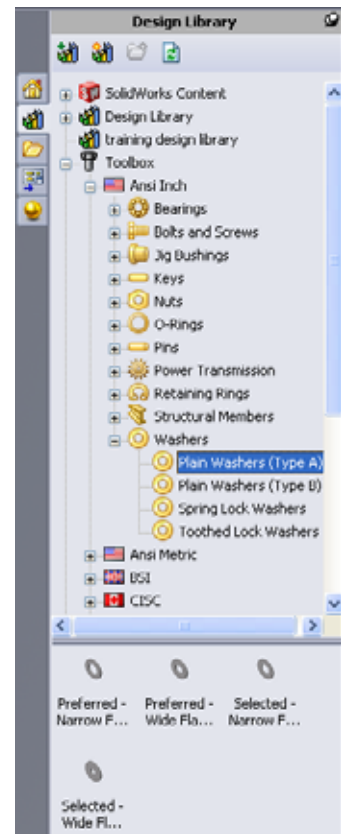 Design Library
SolidWorks Content
Design Library
training design library
Toolbox
Ansi Inch
Bearings
Bolts and Screws
Jig Bushings
Keys
Nuts
O-Rings
Pins
Power Transmission
Retaining Rings
Structural Members
Washers
Plain Washers (Type A)
Plain Washers (Type B)
Spring Lock Washers
Toothed Lock Washers
Ansi Metric
BSI
CISC
Preferred - Preferred - Selected -
Narrow F... Wide Fla... Narrow F...
Selected -
Wide Fl...